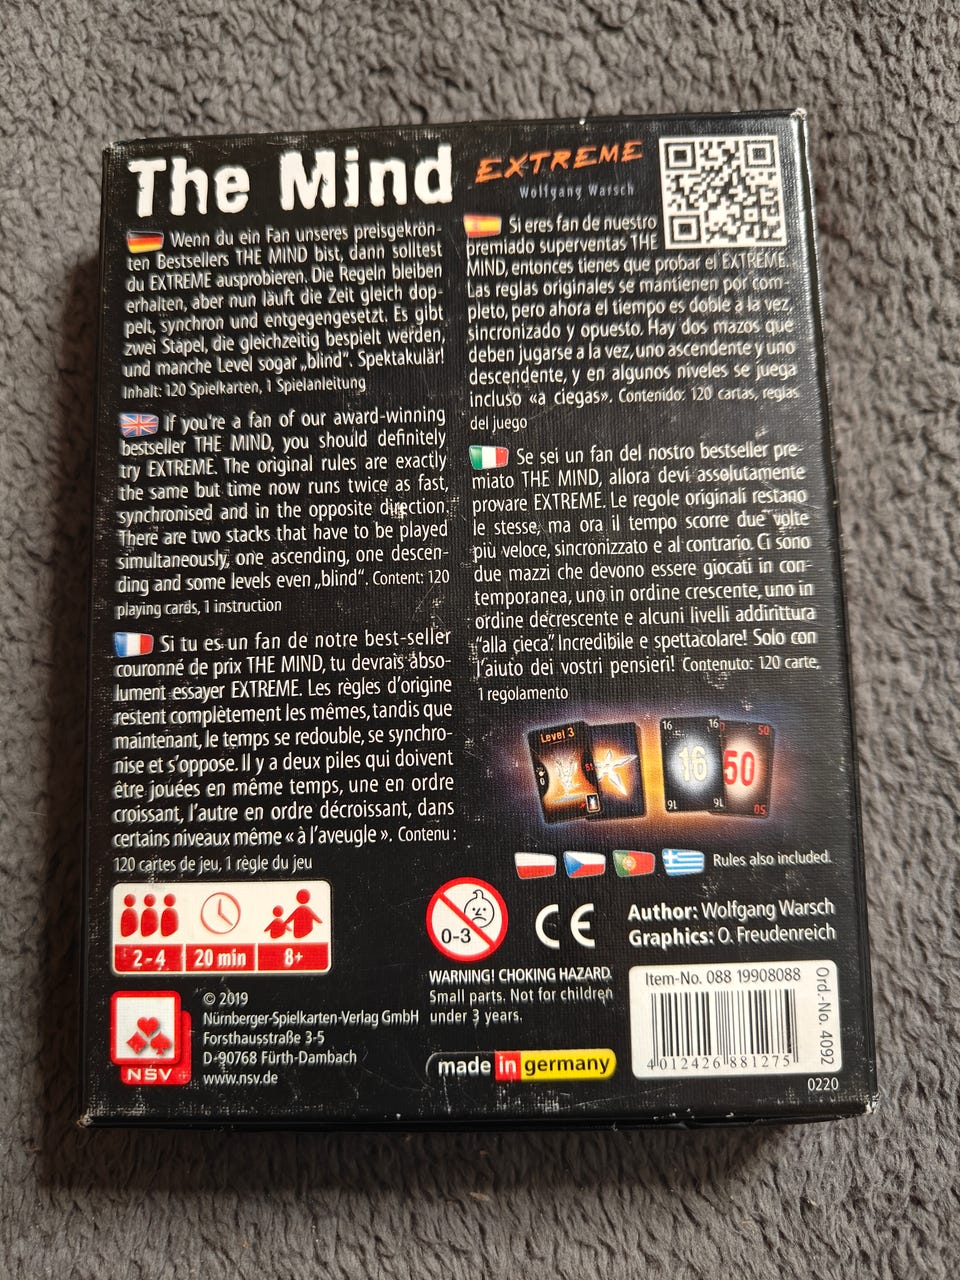 The Mind EXTREME
Wolfgang Warsch
Wenn du ein Fan unseres preisgekrön-
ten Bestsellers THE MIND bist, dann solltest
du EXTREME ausprobieren. Die Regeln bleiben
erhalten, aber nun läuft die Zeit gleich dop-
pelt, synchron und entgegengesetzt. Es gibt
zwei Stapel, die gleichzeitig bespielt werden,
und manche Level sogar „blind“. Spektakulär!
Inhalt: 120 Spielkarten, 1 Spielanleitung
If you're a fan of our award-winning
bestseller THE MIND, you should definitely
try EXTREME. The original rules are exactly
the same but time now runs twice as fast,
synchronised and in the opposite direction.
There are two stacks that have to be played
simultaneously, one ascending, one descen-
ding and some levels even „blind“. Content: 120
playing cards, 1 instruction
Si tu es un fan de notre best-seller
couronné de prix THE MIND, tu devrais abso-
lument essayer EXTREME. Les règles d'origine
restent complètement les mêmes, tandis que
maintenant, le temps se redouble, se synchro-
nise et s'oppose. Il y a deux piles qui doivent
être jouées en même temps, une en ordre
croissant, l'autre en ordre décroissant, dans
certains niveaux même « à l'aveugle ». Contenu :
120 cartes de jeu, 1 règle du jeu
Si eres fan de nuestro
premiado superventas THE
MIND, entonces tienes que probar el EXTREME.
Las reglas originales se mantienen por com-
pleto, pero ahora el tiempo es doble a la vez,
sincronizado y opuesto. Hay dos mazos que
deben jugarse a la vez, uno ascendente y uno
descendente, y en algunos niveles se juega
incluso «a ciegas». Contenido: 120 cartas, reglas
del juego
Se sei un fan del nostro bestseller pre-
miato THE MIND, allora devi assolutamente
provare EXTREME. Le regole originali restano
le stesse, ma ora il tempo scorre due volte
più veloce, sincronizzato e al contrario. Ci sono
due mazzi che devono essere giocati in con-
temporanea, uno in ordine crescente, uno in
ordine decrescente e alcuni livelli addirittura
“alla cieca”. Incredibile e spettacolare! Solo con
l'aiuto dei vostri pensieri! Contenuto: 120 carte,
1 regolamento
Level 3
16 16 50
16 50
16 16 50
Rules also included.
2-4 20 min 8+
0-3
CE
WARNING! CHOKING HAZARD.
Small parts. Not for children
under 3 years.
Author: Wolfgang Warsch
Graphics: O. Freudenreich
© 2019
Nürnberger-Spielkarten-Verlag GmbH
Forsthausstraße 3-5
D-90768 Fürth-Dambach
www.nsv.de
NSV
made in germany
Item-No. 088 19908088
4012426 881275
Ord.-No. 4092
0220